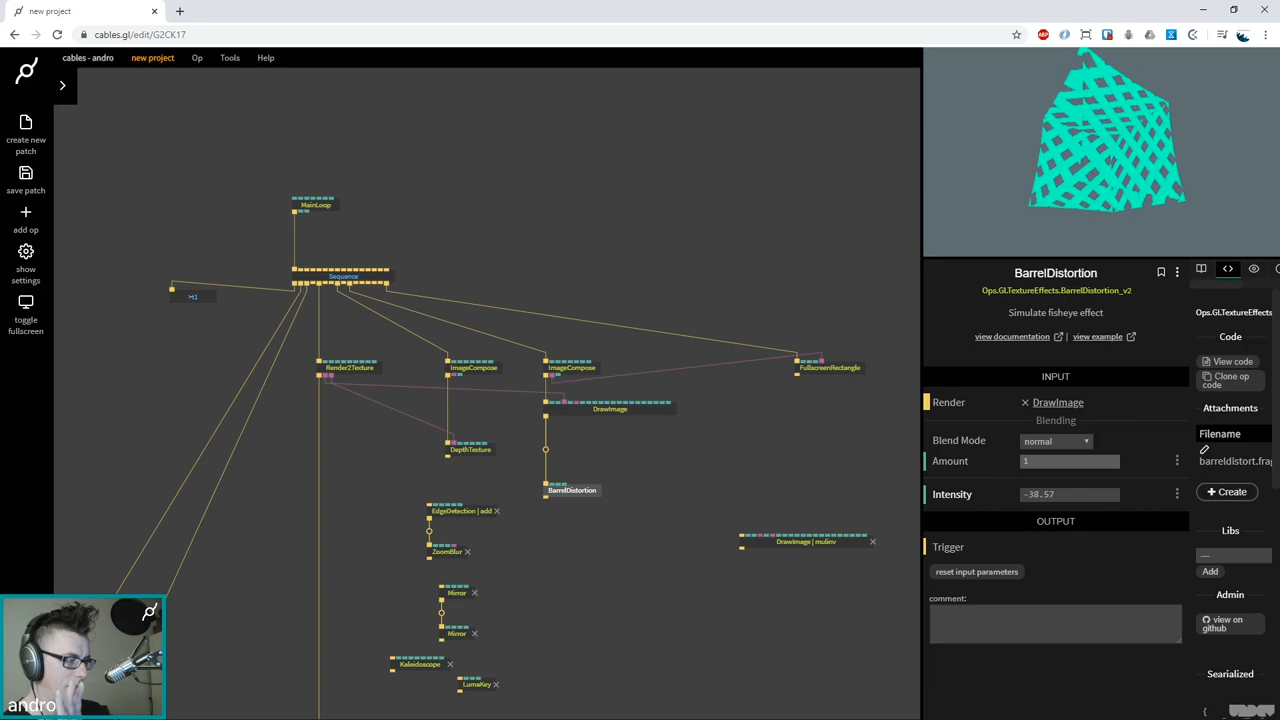 new project
cables.gl/edit/G2CK17
ABP
cables - andro
new project
Op
Tools
Help
create new
patch
save patch
add op
show
settings
toggle
fullscreen
MainLoop
Sequence
>t1
Render2Texture
ImageCompose
ImageCompose
FullscreenRectangle
DrawImage
DepthTexture
BarrelDistortion
EdgeDetection | add
ZoomBlur
DrawImage | mulinv
Mirror
Mirror
Kaleidoscope
LumaKey
andro
BarrelDistortion
Ops.Gl.TextureEffects.BarrelDistortion_v2
Simulate fisheye effect
view documentation | view example
INPUT
Render
DrawImage
Blending
Blend Mode
normal
Amount
1
Intensity
-38.57
OUTPUT
Trigger
reset input parameters
comment:
Ops.Gl.TextureEffects
Code
View code
Clone op
code
Attachments
Filename
barreldistort.frag
+ Create
Libs
---
Add
Admin
view on
github
Searialized
{